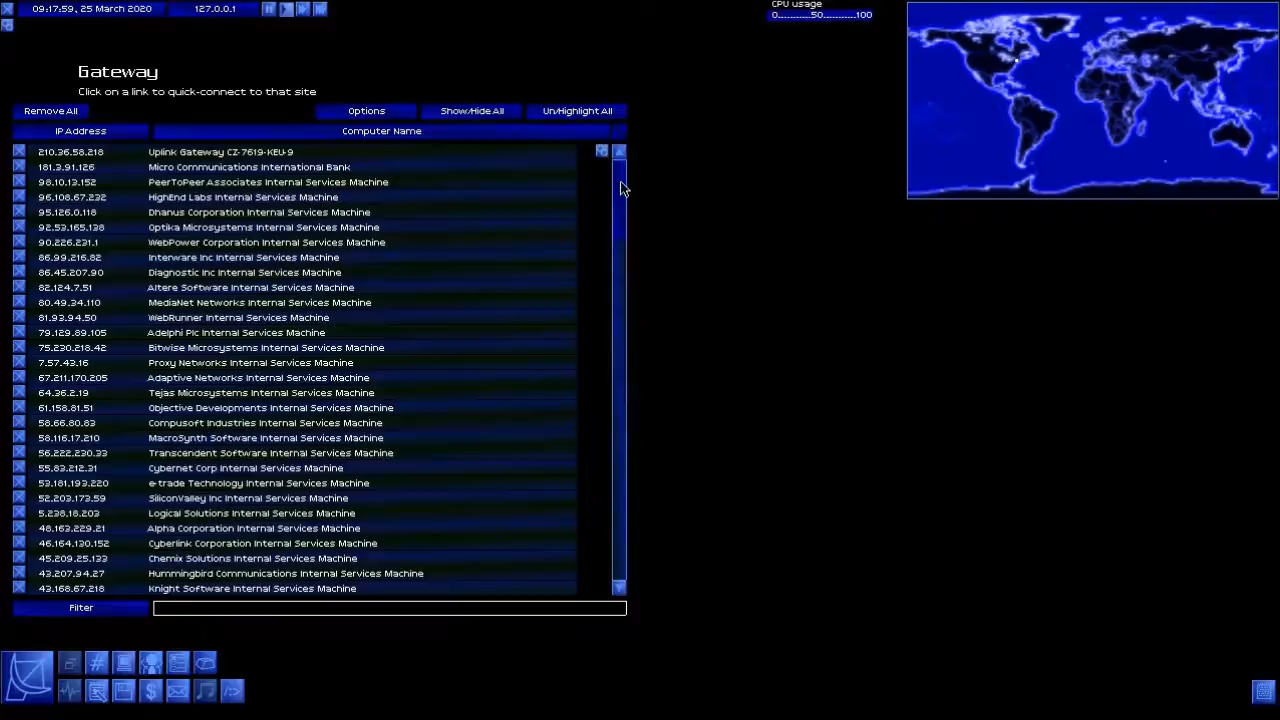 09:17:59, 25 March 2020
127.0.0.1
CPU usage
0...........50...........100
Gateway
Click on a link to quick-connect to that site
Remove All
Options
Show/Hide All
Un/Highlight All
IP Address
Computer Name
210.36.58.218 Uplink Gateway CZ-7619-KEU-9
181.3.91.126 Micro Communications International Bank
98.10.13.152 PeerToPeer Associates Internal Services Machine
96.108.67.232 HighEnd Labs Internal Services Machine
95.126.0.118 Dhanus Corporation Internal Services Machine
92.53.165.138 Optika Microsystems Internal Services Machine
90.226.231.1 WebPower Corporation Internal Services Machine
86.99.216.82 Interware Inc Internal Services Machine
86.45.207.90 Diagnostic Inc Internal Services Machine
82.124.7.51 Altere Software Internal Services Machine
80.49.34.110 MediaNet Networks Internal Services Machine
81.93.94.50 WebRunner Internal Services Machine
79.129.89.105 Adelphi Plc Internal Services Machine
75.230.218.42 Bitwise Microsystems Internal Services Machine
7.57.43.16 Proxy Networks Internal Services Machine
67.211.170.205 Adaptive Networks Internal Services Machine
64.36.2.19 Tejas Microsystems Internal Services Machine
61.158.81.51 Objective Developments Internal Services Machine
58.66.80.83 Compusoft Industries Internal Services Machine
58.116.17.210 MacroSynth Software Internal Services Machine
56.222.230.33 Transcendent Software Internal Services Machine
55.83.212.31 Cybernet Corp Internal Services Machine
53.181.193.220 e-trade Technology Internal Services Machine
52.203.173.59 SiliconValley Inc Internal Services Machine
5.238.18.203 Logical Solutions Internal Services Machine
48.163.229.21 Alpha Corporation Internal Services Machine
46.164.130.152 Cyberlink Corporation Internal Services Machine
45.209.25.133 Chemix Solutions Internal Services Machine
43.207.94.27 Hummingbird Communications Internal Services Machine
43.168.67.218 Knight Software Internal Services Machine
Filter